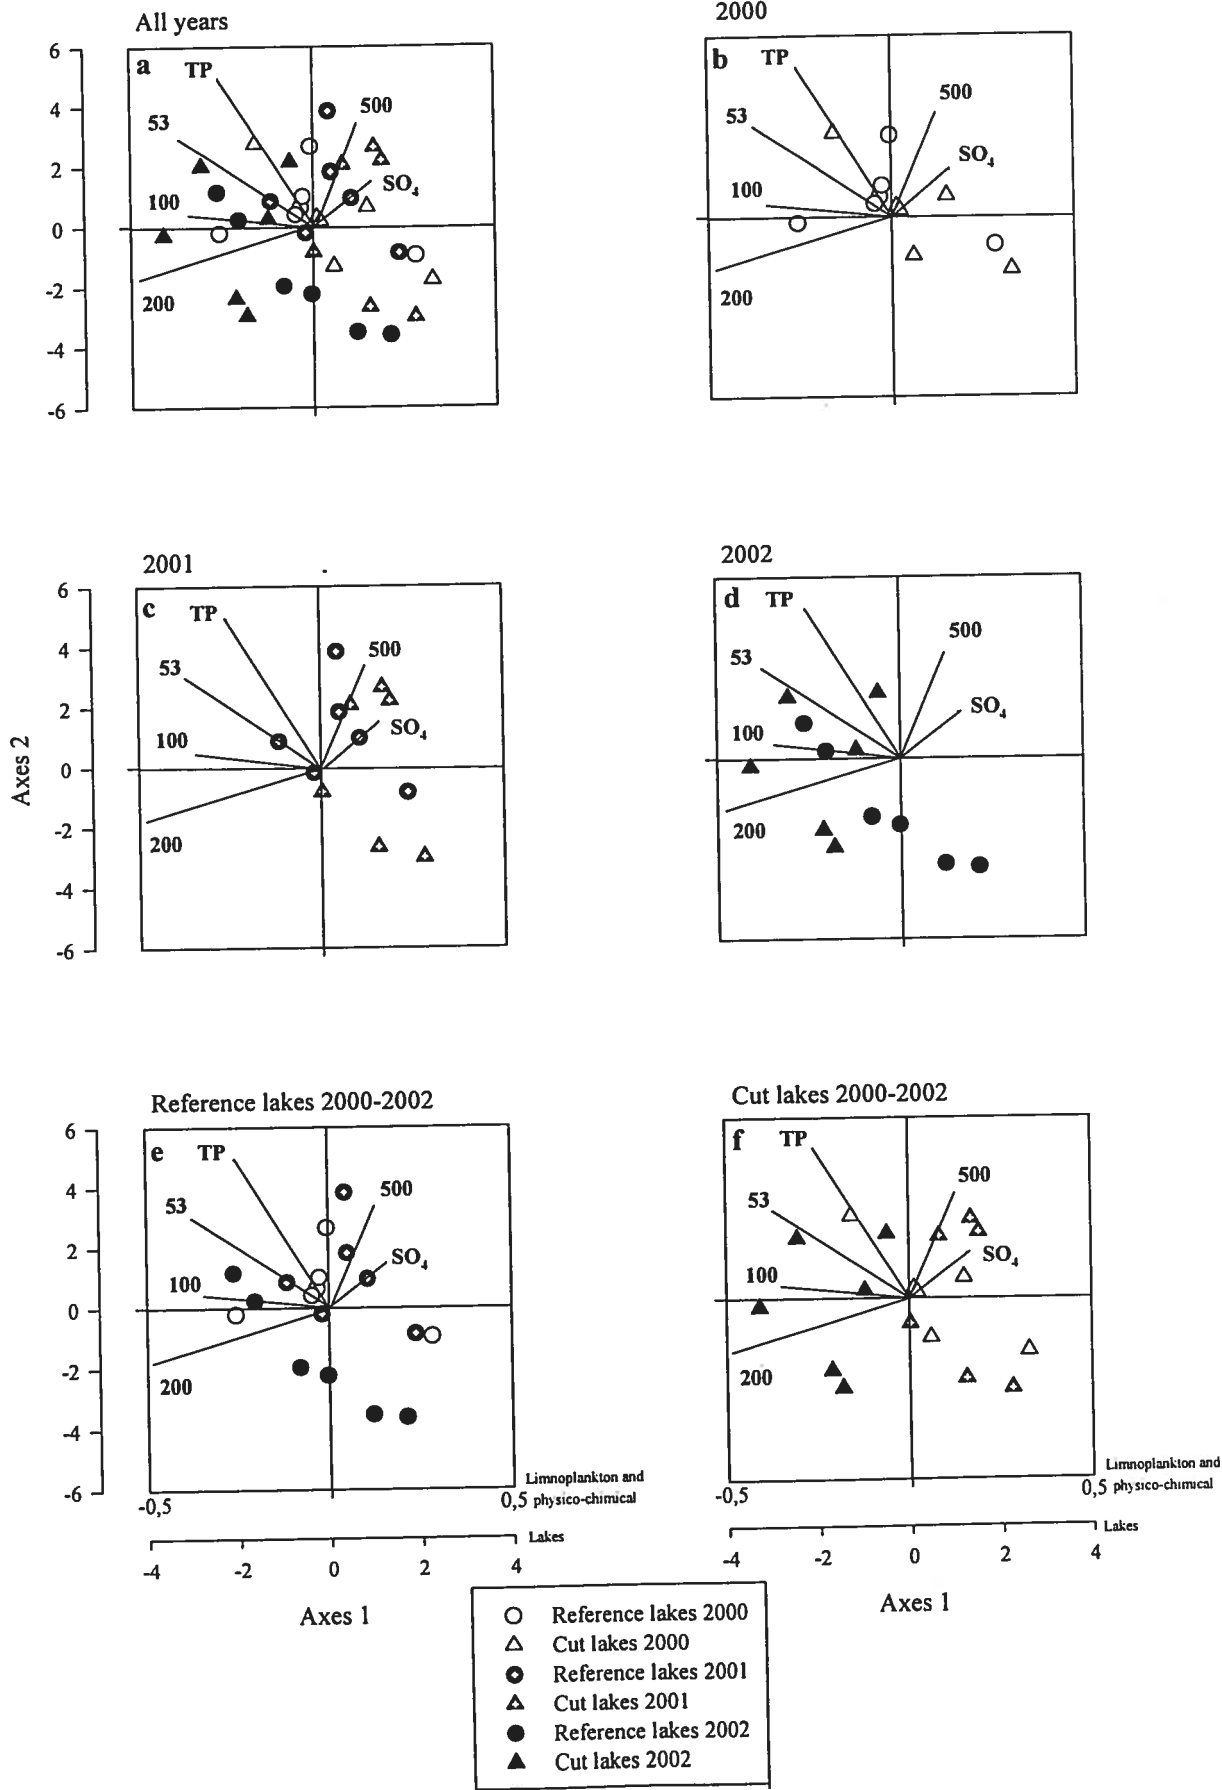 All years
2000
6
4
2
0
-2
-4
-6
a
TP
53
100
200
500
SO₄
b
TP
53
100
200
500
SO₄
2001
2002
Axes 2
6
4
2
0
-2
-4
-6
c
TP
53
100
200
500
SO₄
d
TP
53
100
200
500
SO₄
Reference lakes 2000-2002
Cut lakes 2000-2002
6
4
2
0
-2
-4
-6
e
TP
53
100
200
500
SO₄
f
TP
53
100
200
500
SO₄
-0,5
0,5
Limnoplankton and
physico-chimical
-0,5
0,5
Limnoplankton and
physico-chimical
Lakes
-4 -2 0 2 4
Axes 1
Lakes
-4 -2 0 2 4
Axes 1
Reference lakes 2000
Cut lakes 2000
Reference lakes 2001
Cut lakes 2001
Reference lakes 2002
Cut lakes 2002